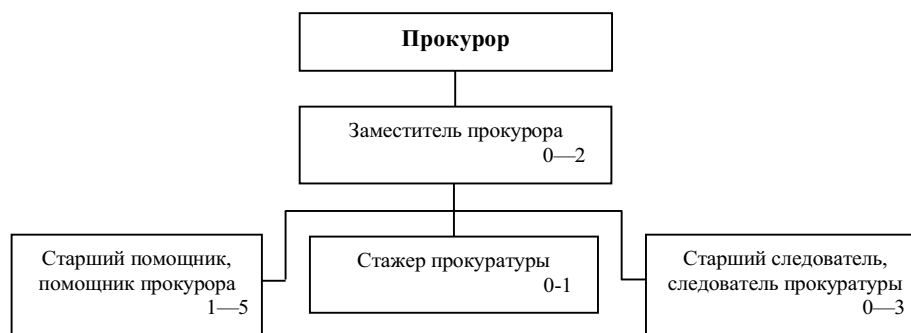 Прокурор
Заместитель прокурора
0—2
Старший помощник,
помощник прокурора
1—5
Стажер прокуратуры
0-1
Старший следователь,
следователь прокуратуры
0—3